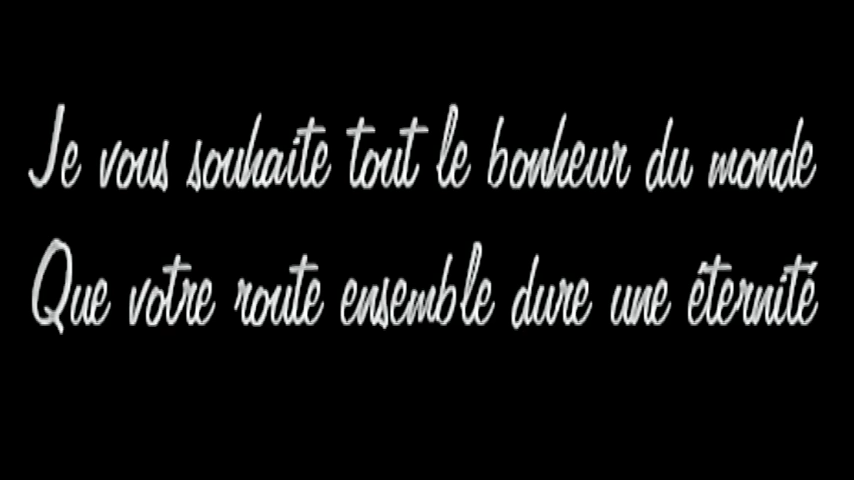 Je vous souhaite tout le bonheur du monde
Que votre route ensemble dure une éternité